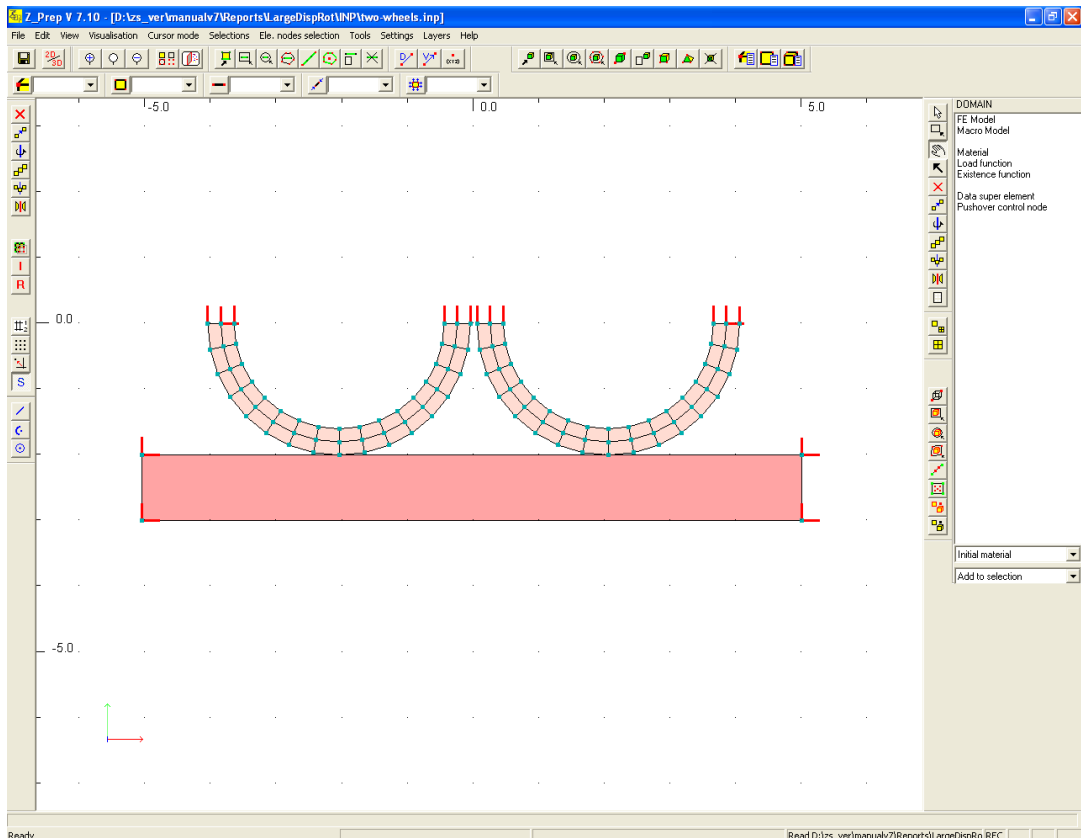 Z_Prep V 7.10 - [D:\zs_ver\manualv7\Reports\LargeDispRot\INP\two-wheels.inp]
File Edit View Visualisation Cursor mode Selections Ele. nodes selection Tools Settings Layers Help
2D
3D
-5.0 0.0 5.0
DOMAIN
FE Model
Macro Model
Material
Load function
Existence function
Data super element
Pushover control node
I
R
0.0
S
Initial material
Add to selection
-5.0
Ready
Read D:\zs_ver\manualv7\Reports\LargeDispRo REC